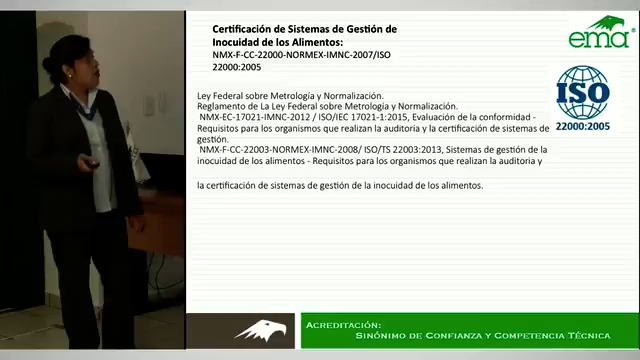 Certificación de Sistemas de Gestión de
Inocuidad de los Alimentos:
NMX-F-CC-22000-NORMEX-IMNC-2007/ISO
22000:2005
ema
Ley Federal sobre Metrología y Normalización.
Reglamento de La Ley Federal sobre Metrología y Normalización.
NMX-EC-17021-IMNC-2012 / ISO/IEC 17021-1:2015, Evaluación de la conformidad -
Requisitos para los organismos que realizan la auditoria y la certificación de sistemas de
gestión.
NMX-F-CC-22003-NORMEX-IMNC-2008/ ISO/TS 22003:2013, Sistemas de gestión de la
inocuidad de los alimentos - Requisitos para los organismos que realizan la auditoria y
la certificación de sistemas de gestión de la inocuidad de los alimentos.
ISO
22000:2005
ACREDITACIÓN:
SINÓNIMO DE CONFIANZA Y COMPETENCIA TÉCNICA